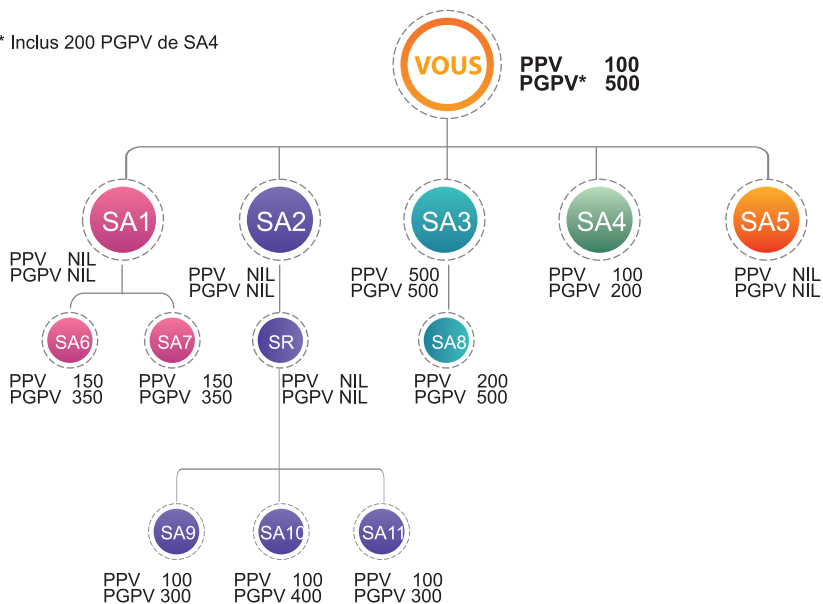 * Inclus 200 PGPV de SA4
VOUS
PPV 100
PGPV* 500
SA1
SA2
SA3
SA4
SA5
PPV NIL
PGPV NIL
PPV NIL
PGPV NIL
PPV 500
PGPV 500
PPV 100
PGPV 200
PPV NIL
PGPV NIL
SA6
SA7
SR
SA8
PPV 150
PGPV 350
PPV 150
PGPV 350
PPV NIL
PGPV NIL
PPV 200
PGPV 500
SA9
SA10
SA11
PPV 100
PGPV 300
PPV 100
PGPV 400
PPV 100
PGPV 300